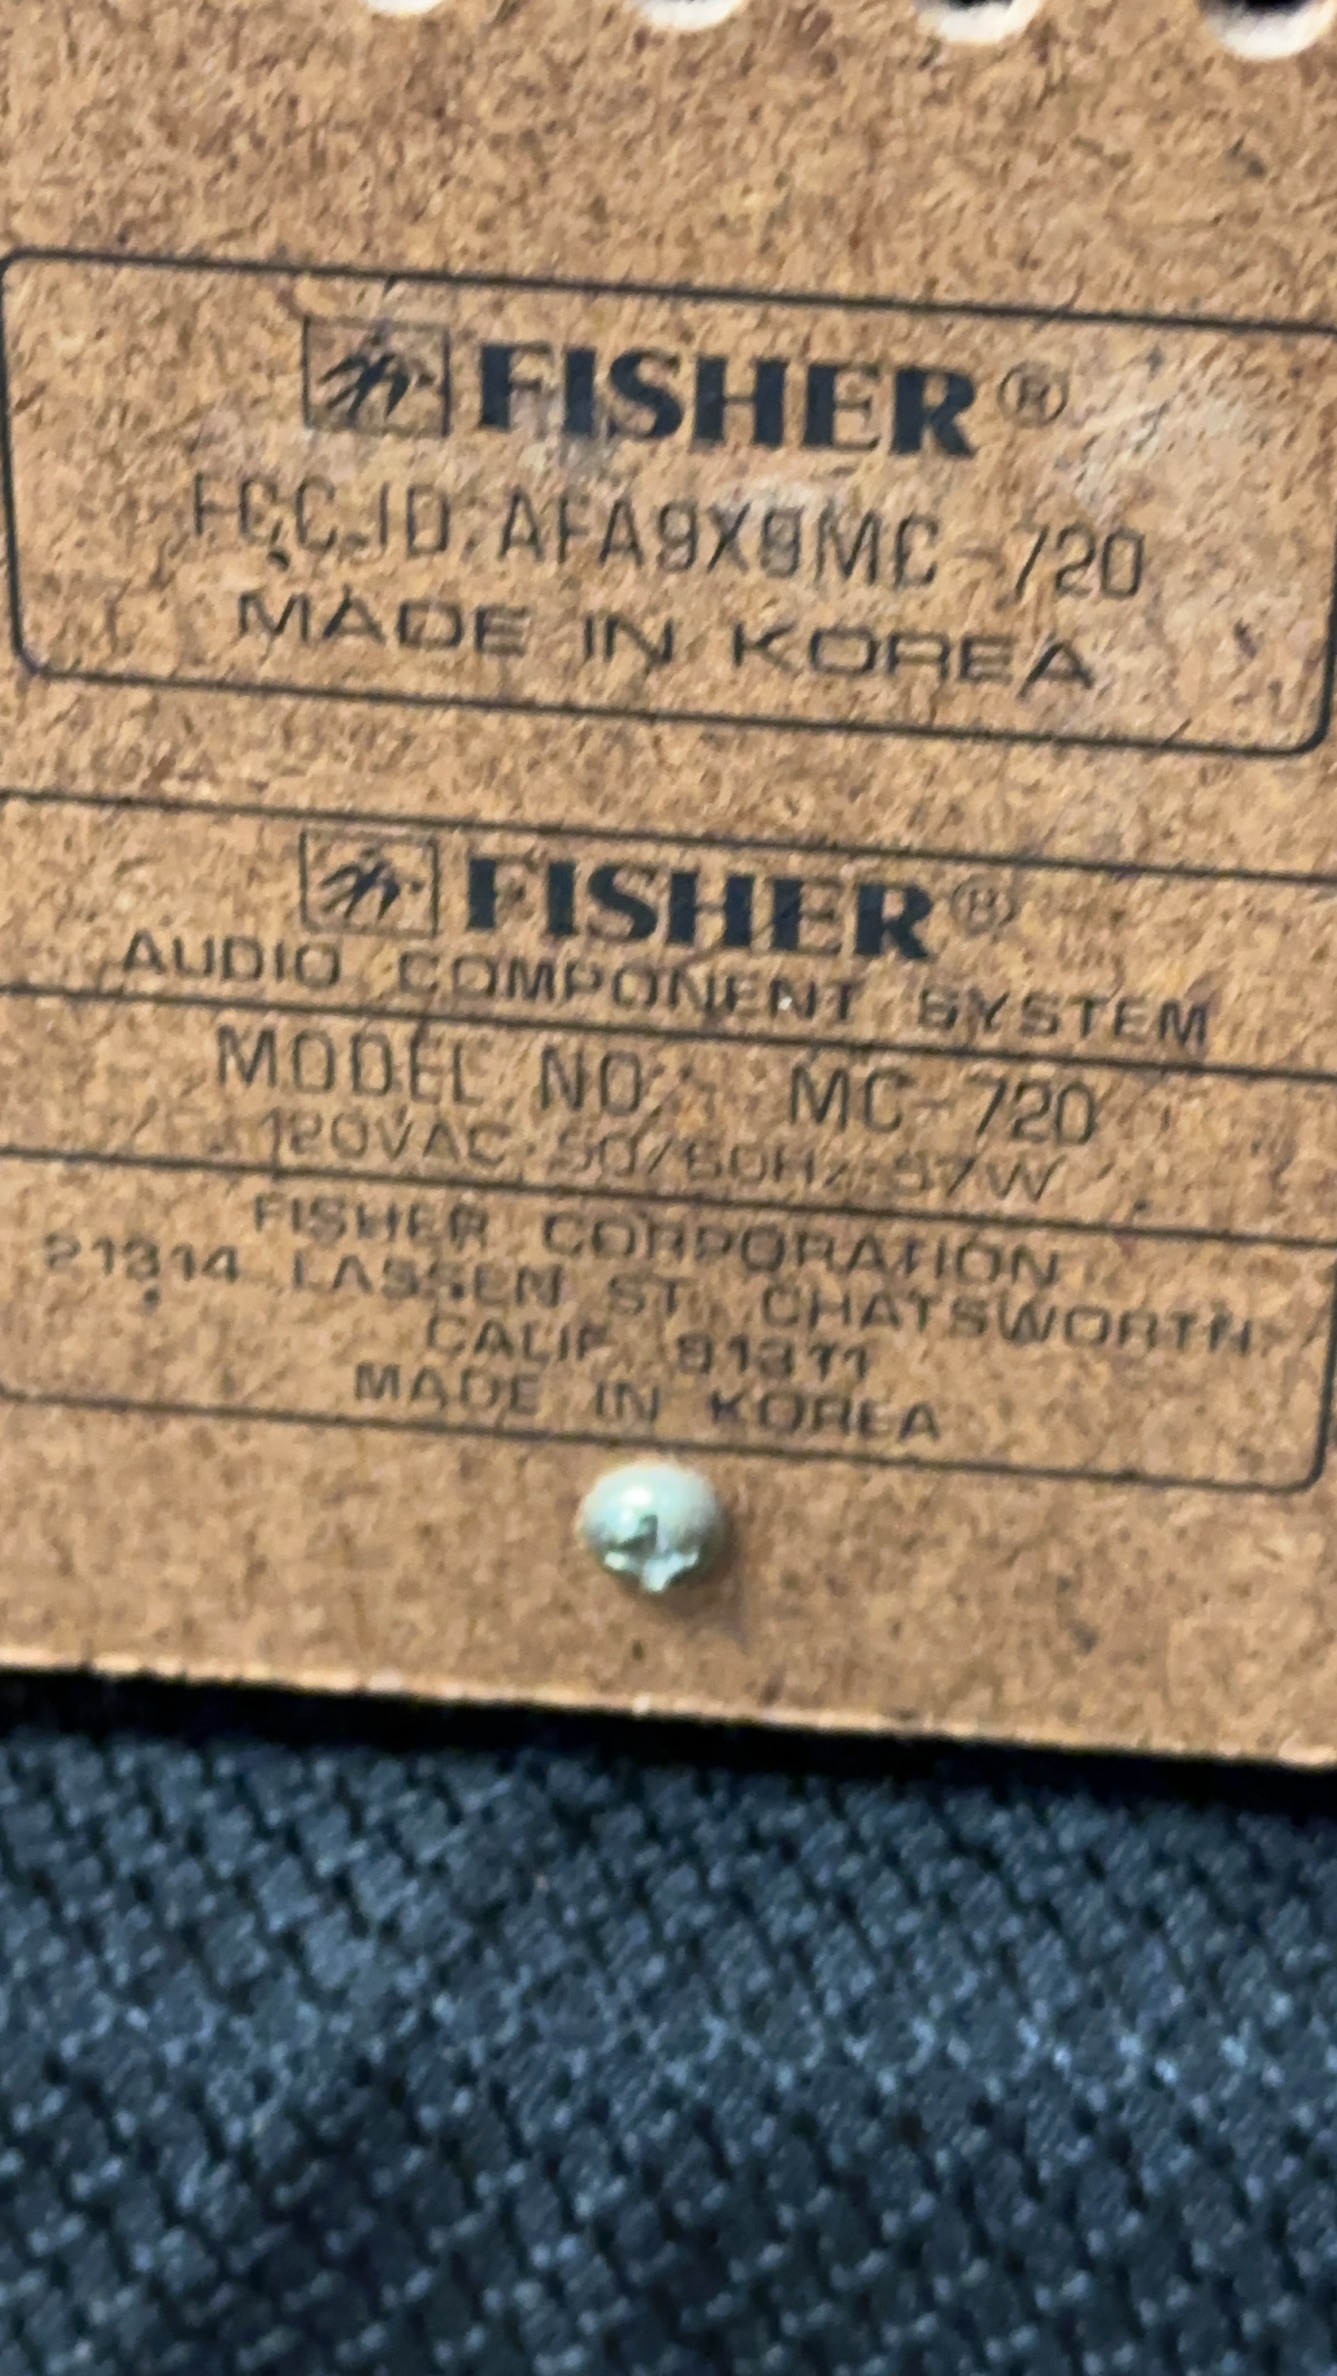 FISHER®
FCC ID: AFA9X9MC-720
MADE IN KOREA
FISHER®
AUDIO COMPONENT SYSTEM
MODEL NO. MC-720
120VAC 50/60Hz 57W
FISHER CORPORATION
21314 LASSEN ST. CHATSWORTH,
CALIF. 91311
MADE IN KOREA